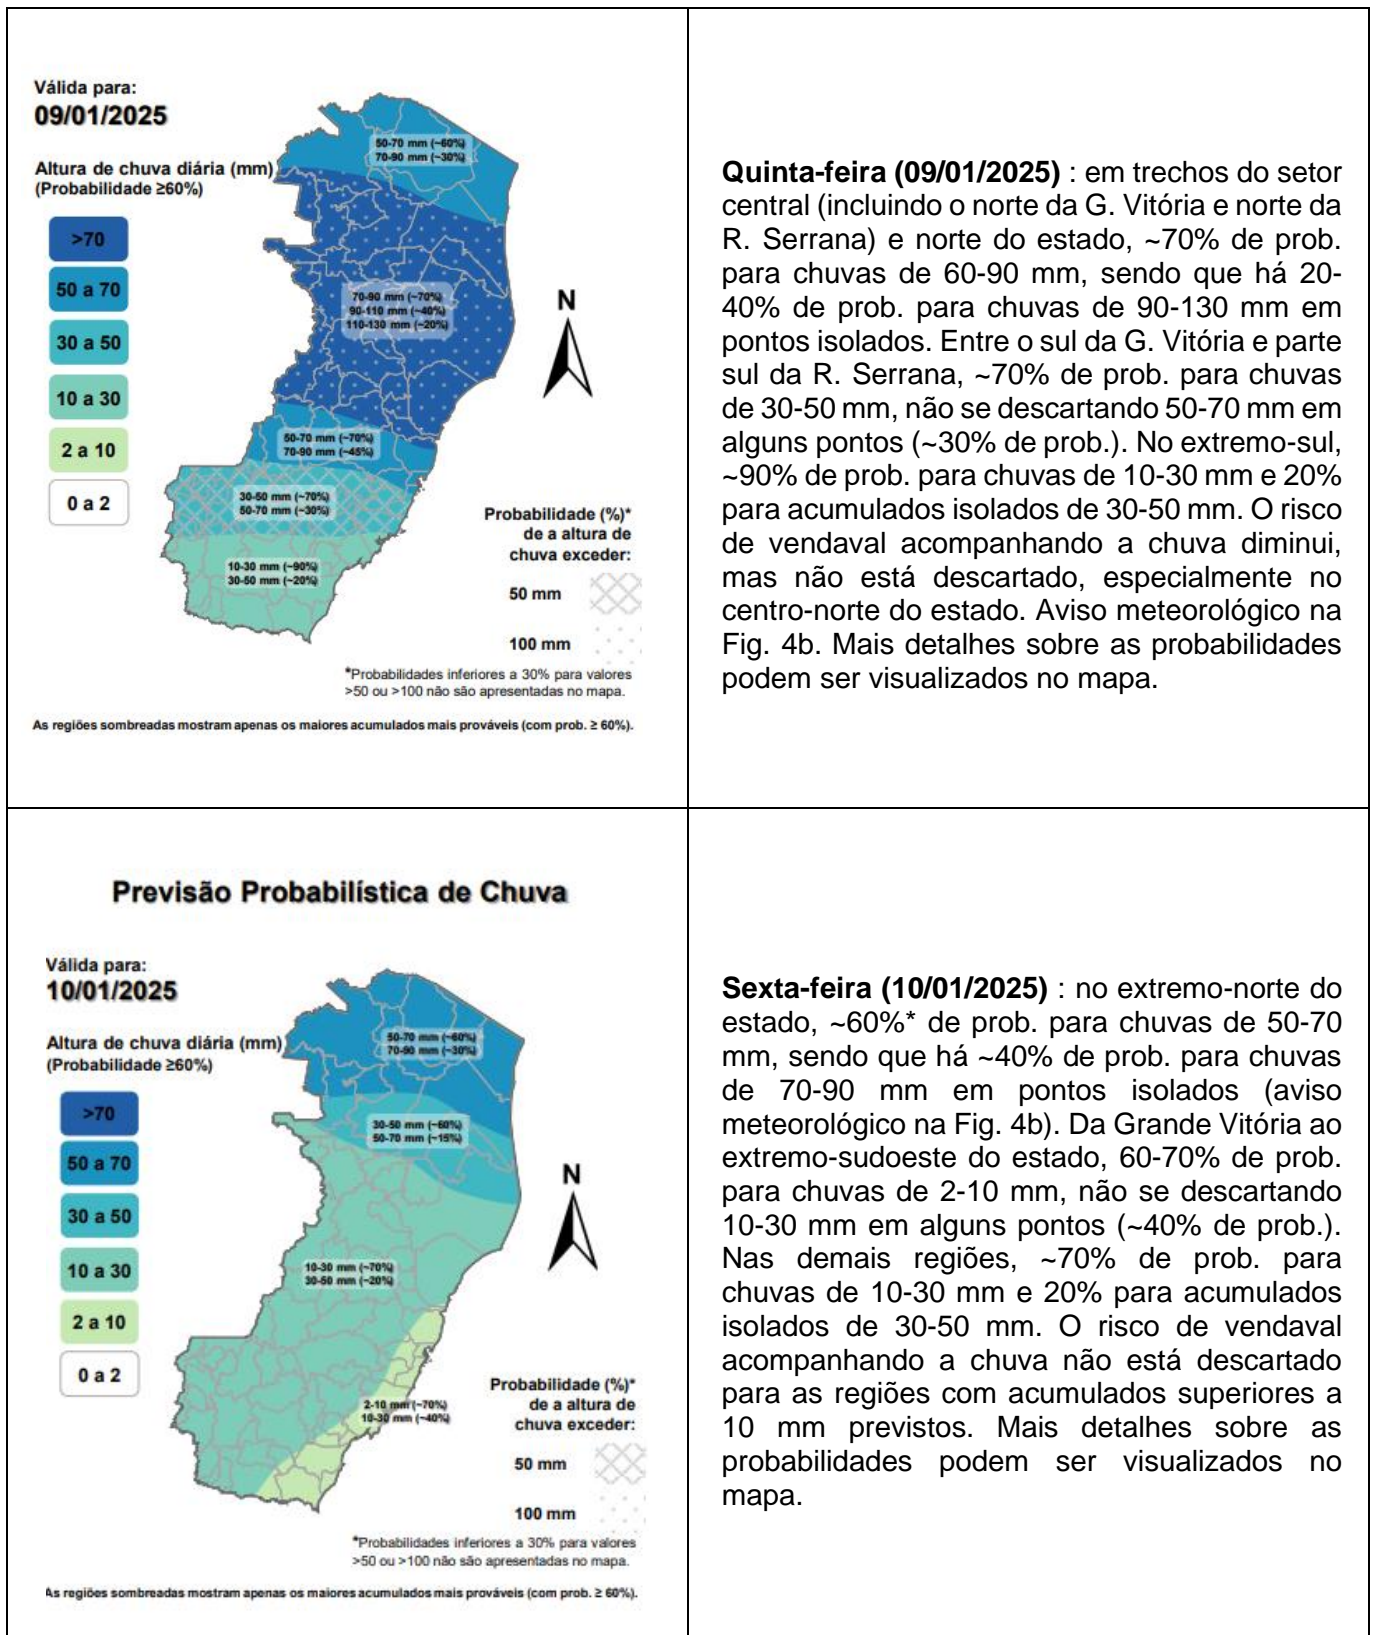 Válida para:
09/01/2025
Altura de chuva diária (mm)
(Probabilidade ≥60%)
>70
50 a 70
30 a 50
10 a 30
2 a 10
0 a 2
50-70 mm (~60%)
70-90 mm (~30%)
70-90 mm (~70%)
90-110 mm (~40%)
110-130 mm (~20%)
50-70 mm (~70%)
70-90 mm (~45%)
30-50 mm (~70%)
50-70 mm (~30%)
10-30 mm (~90%)
30-50 mm (~20%)
N
Probabilidade (%)*
de a altura de
chuva exceder:
50 mm
100 mm
*Probabilidades inferiores a 30% para valores
>50 ou >100 não são apresentadas no mapa.
As regiões sombreadas mostram apenas os maiores acumulados mais prováveis (com prob. ≥ 60%).
Quinta-feira (09/01/2025) : em trechos do setor
central (incluindo o norte da G. Vitória e norte da
R. Serrana) e norte do estado, ~70% de prob.
para chuvas de 60-90 mm, sendo que há 20-
40% de prob. para chuvas de 90-130 mm em
pontos isolados. Entre o sul da G. Vitória e parte
sul da R. Serrana, ~70% de prob. para chuvas
de 30-50 mm, não se descartando 50-70 mm em
alguns pontos (~30% de prob.). No extremo-sul,
~90% de prob. para chuvas de 10-30 mm e 20%
para acumulados isolados de 30-50 mm. O risco
de vendaval acompanhando a chuva diminui,
mas não está descartado, especialmente no
centro-norte do estado. Aviso meteorológico na
Fig. 4b. Mais detalhes sobre as probabilidades
podem ser visualizados no mapa.
Previsão Probabilística de Chuva
Válida para:
10/01/2025
Altura de chuva diária (mm)
(Probabilidade ≥60%)
>70
50 a 70
30 a 50
10 a 30
2 a 10
0 a 2
50-70 mm (~60%)
70-90 mm (~30%)
30-50 mm (~60%)
50-70 mm (~15%)
10-30 mm (~70%)
30-50 mm (~20%)
2-10 mm (~70%)
10-30 mm (~40%)
N
Probabilidade (%)*
de a altura de
chuva exceder:
50 mm
100 mm
*Probabilidades inferiores a 30% para valores
>50 ou >100 não são apresentadas no mapa.
As regiões sombreadas mostram apenas os maiores acumulados mais prováveis (com prob. ≥ 60%).
Sexta-feira (10/01/2025) : no extremo-norte do
estado, ~60%* de prob. para chuvas de 50-70
mm, sendo que há ~40% de prob. para chuvas
de 70-90 mm em pontos isolados (aviso
meteorológico na Fig. 4b). Da Grande Vitória ao
extremo-sudoeste do estado, 60-70% de prob.
para chuvas de 2-10 mm, não se descartando
10-30 mm em alguns pontos (~40% de prob.).
Nas demais regiões, ~70% de prob. para
chuvas de 10-30 mm e 20% para acumulados
isolados de 30-50 mm. O risco de vendaval
acompanhando a chuva não está descartado
para as regiões com acumulados superiores a
10 mm previstos. Mais detalhes sobre as
probabilidades podem ser visualizados no
mapa.